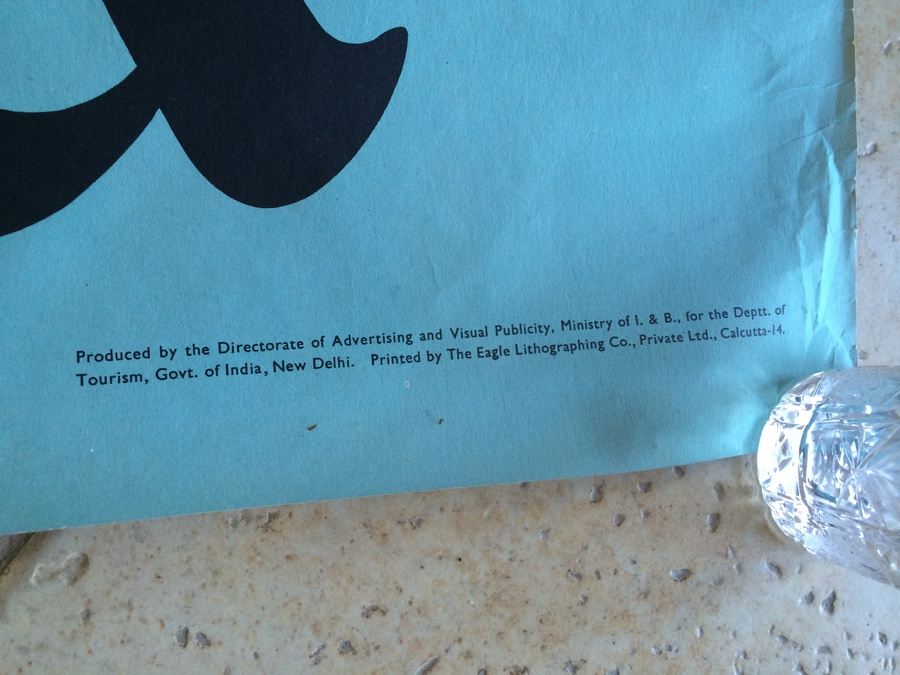 Produced by the Directorate of Advertising and Visual Publicity, Ministry of I. & B., for the Deptt. of
Tourism, Govt. of India, New Delhi. Printed by The Eagle Lithographing Co., Private Ltd., Calcutta-14.